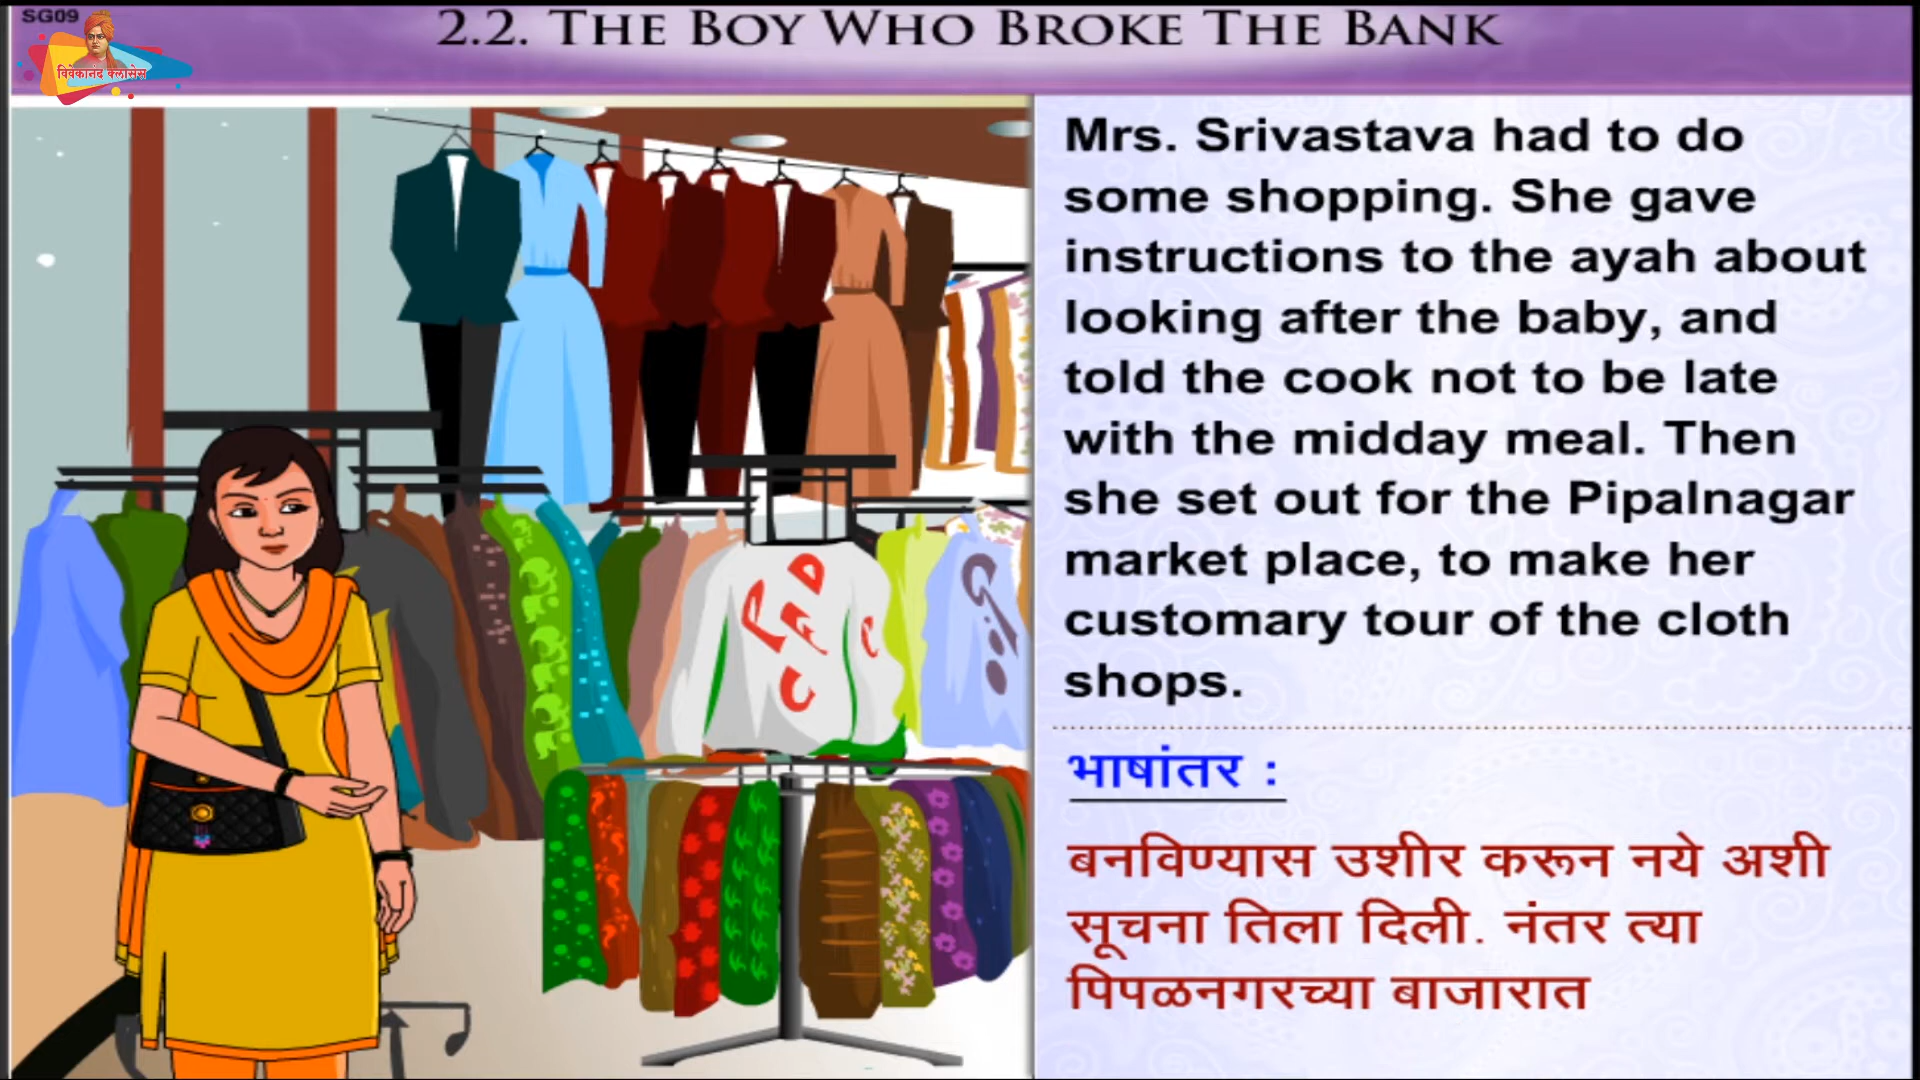 SG09
विवेकानंद क्लासेस
2.2. THE BOY WHO BROKE THE BANK
Mrs. Srivastava had to do
some shopping. She gave
instructions to the ayah about
looking after the baby, and
told the cook not to be late
with the midday meal. Then
she set out for the Pipalnagar
market place, to make her
customary tour of the cloth
shops.
भाषांतर :
बनविण्यास उशीर करून नये अशी
सूचना तिला दिली. नंतर त्या
पिपळनगरच्या बाजारात